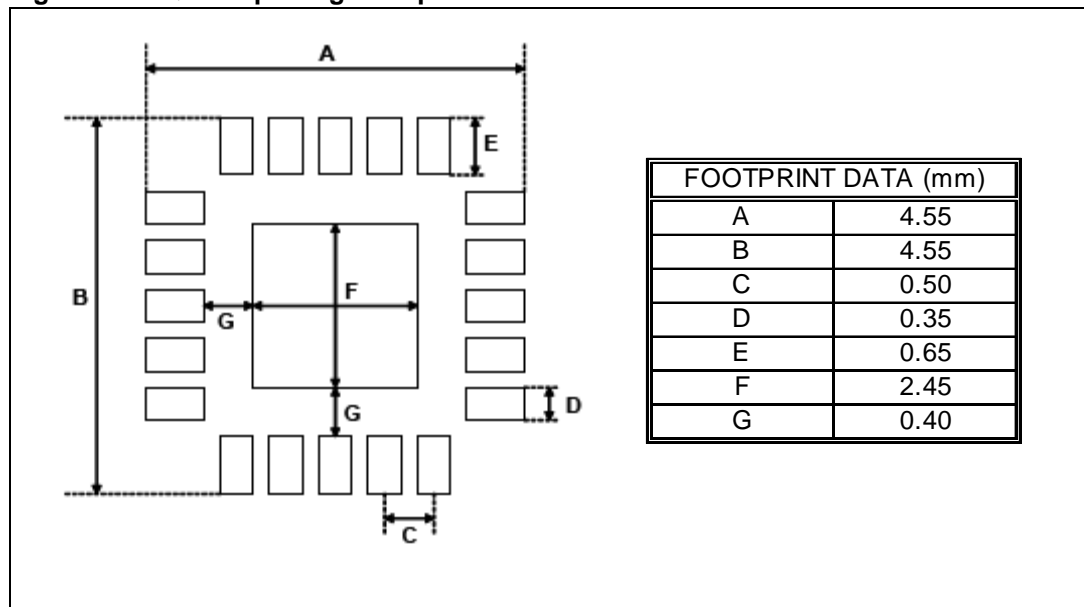 A
E
B
F
G
G
D
C
FOOTPRINT DATA (mm)
A 4.55
B 4.55
C 0.50
D 0.35
E 0.65
F 2.45
G 0.40